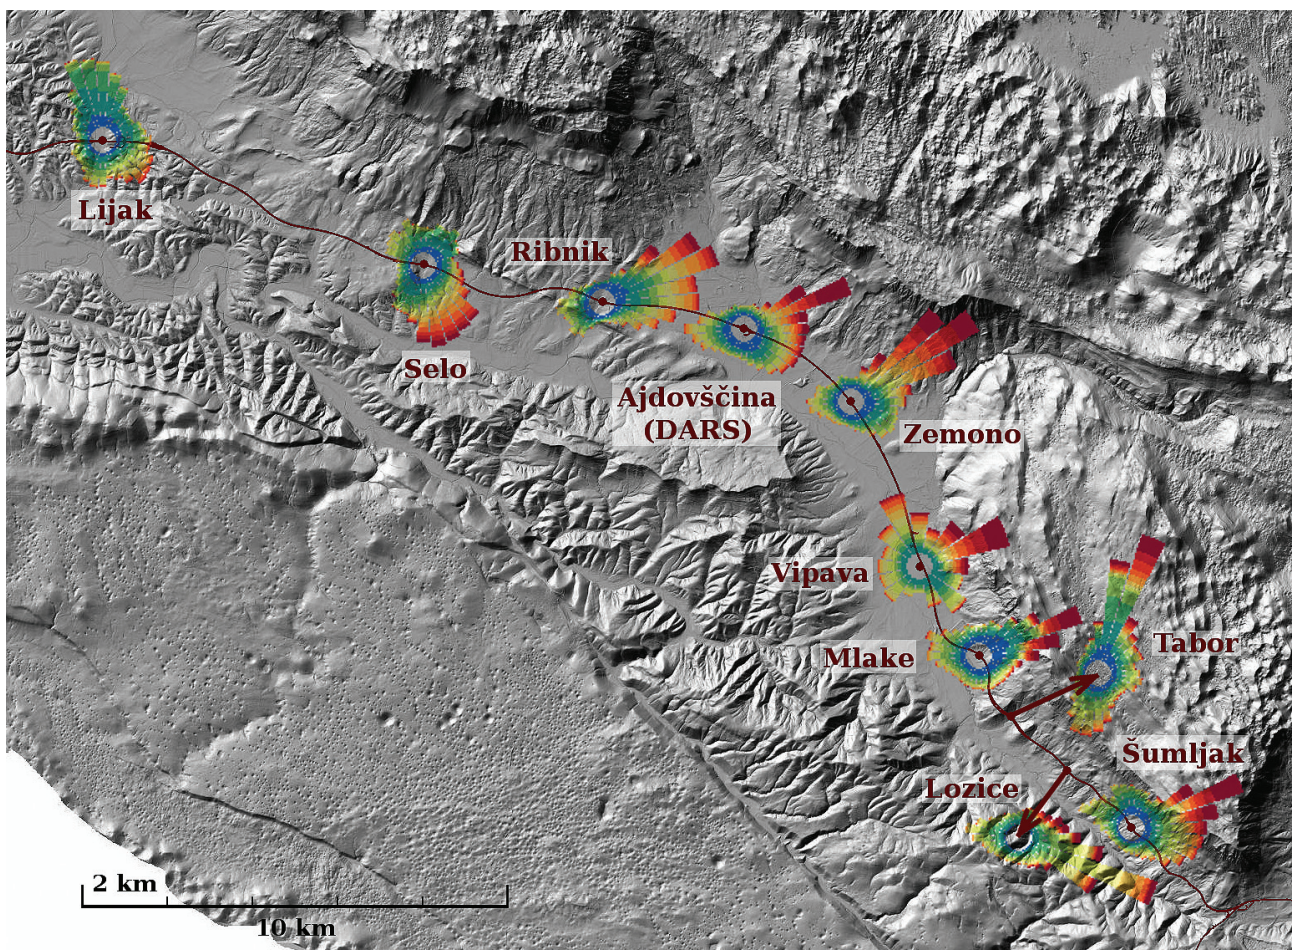 Lijak
Ribnik
Selo
Ajdovščina
(DARS)
Zemono
Vipava
Tabor
Mlake
Šumljak
Lozice
2 km
10 km